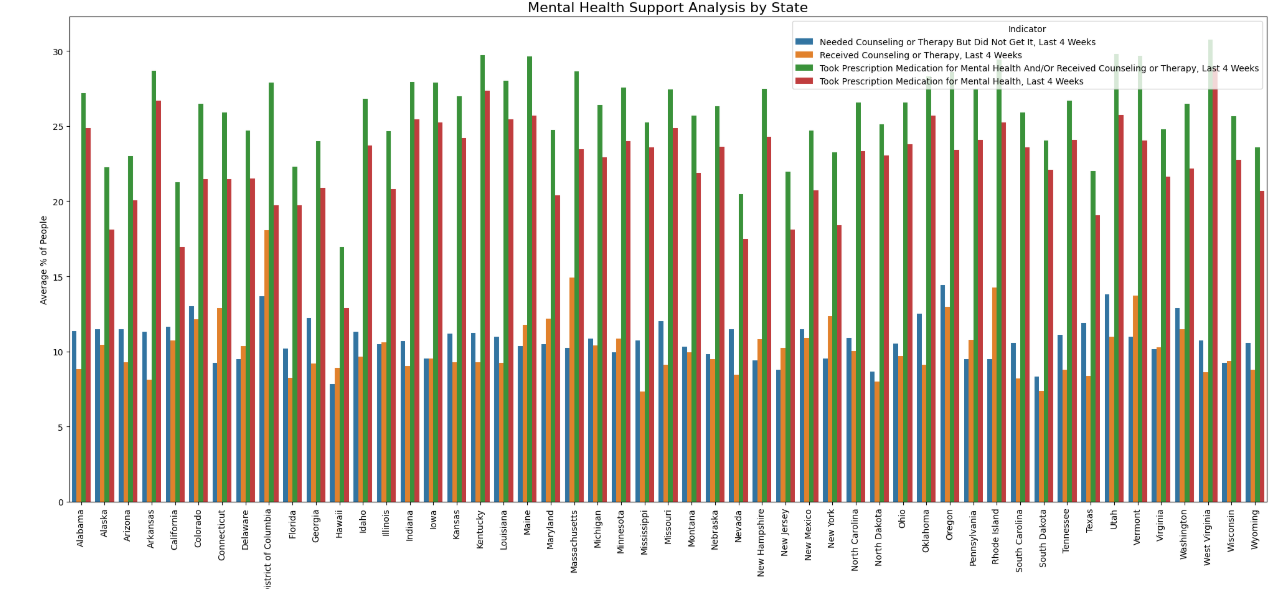 Mental Health Support Analysis by State
Indicator
Needed Counseling or Therapy But Did Not Get It, Last 4 Weeks
Received Counseling or Therapy, Last 4 Weeks
Took Prescription Medication for Mental Health And/Or Received Counseling or Therapy, Last 4 Weeks
Took Prescription Medication for Mental Health, Last 4 Weeks
Average % of People
30
25
20
15
10
5
0
Alabama
Alaska
Arizona
Arkansas
California
Colorado
Connecticut
Delaware
istrict of Columbia
Florida
Georgia
Hawaii
Idaho
Illinois
Indiana
Iowa
Kansas
Kentucky
Louisiana
Maine
Maryland
Massachusetts
Michigan
Minnesota
Mississippi
Missouri
Montana
Nebraska
Nevada
New Hampshire
New Jersey
New Mexico
New York
North Carolina
North Dakota
Ohio
Oklahoma
Oregon
Pennsylvania
Rhode Island
South Carolina
South Dakota
Tennessee
Texas
Utah
Vermont
Virginia
Washington
West Virginia
Wisconsin
Wyoming